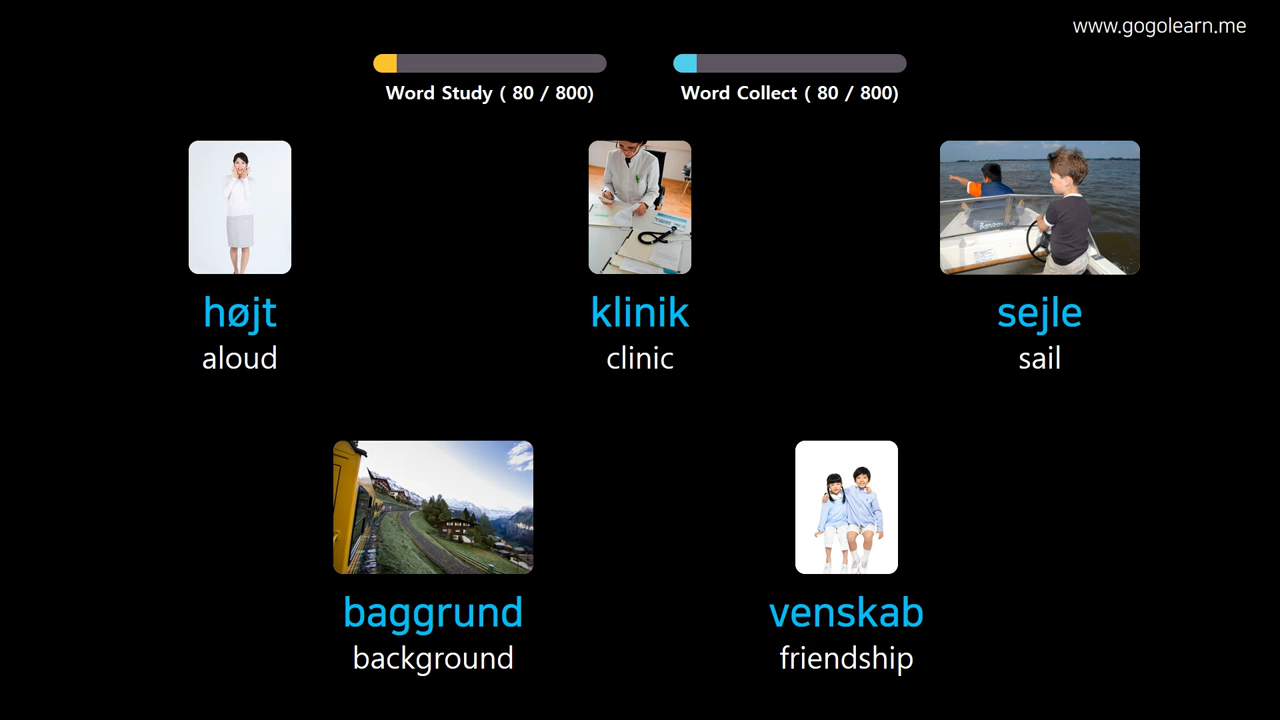 www.gogolearn.me
Word Study ( 80 / 800)
Word Collect ( 80 / 800)
højt
aloud
klinik
clinic
sejle
sail
baggrund
background
venskab
friendship